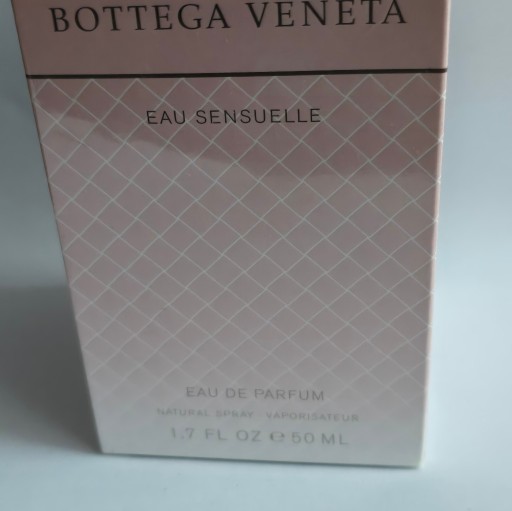 BOTTEGA VENETA
EAU SENSUELLE
EAU DE PARFUM
NATURAL SPRAY VAPORISATEUR
1.7 FL OZ ℮ 50 ML